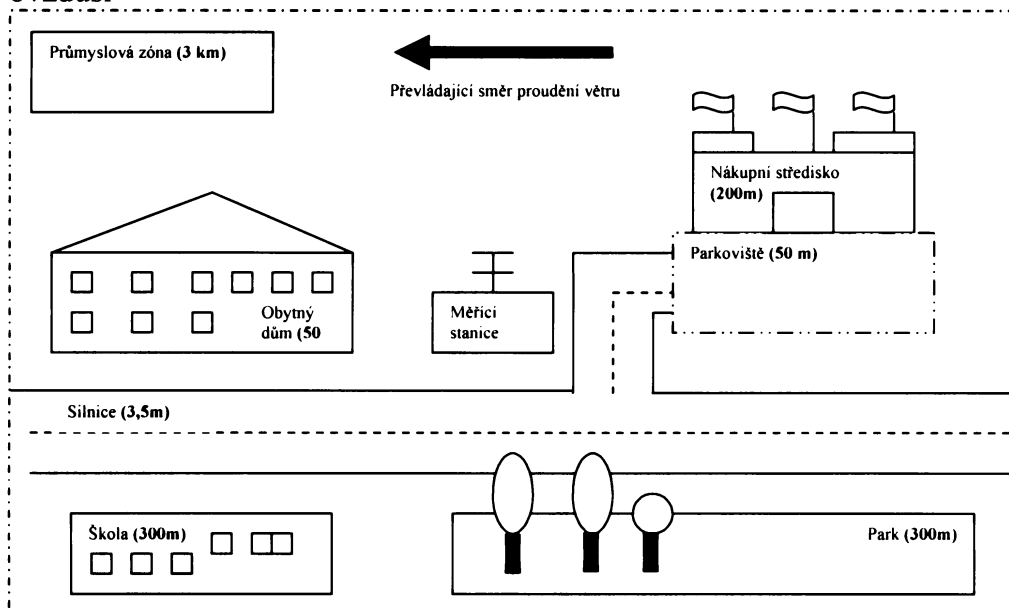 Průmyslová zóna (3 km)
Převládající směr proudění větru
Nákupní středisko
(200m)
Parkoviště (50 m)
Obytný
dům (50
Měřící
stanice
Silnice (3,5m)
Škola (300m)
Park (300m)